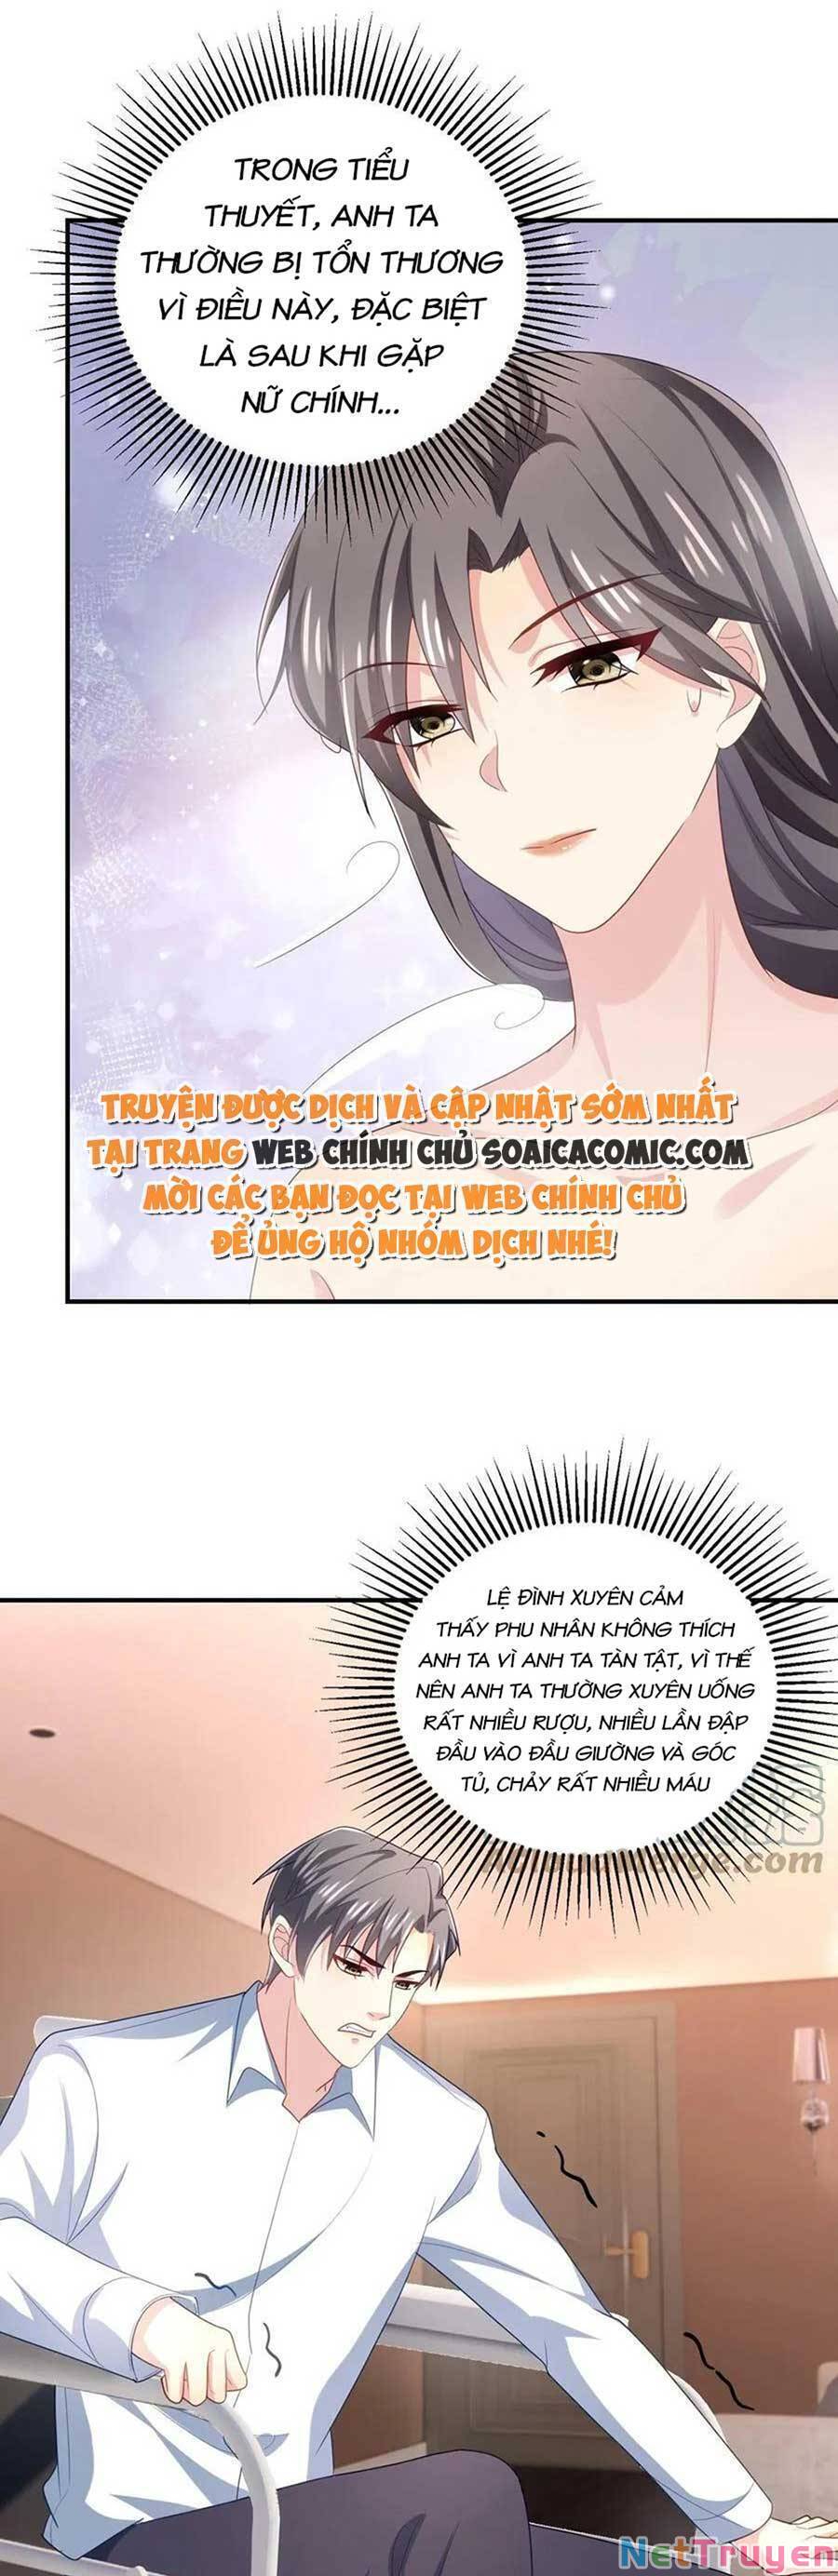 TRONG TIỂU
THUYẾT, ANH TA
THƯỜNG BỊ TỔN THƯƠNG
VÌ ĐIỀU NÀY, ĐẶC BIỆT
LÀ SAU KHI GẶP
NỮ CHÍNH...
TRUYỆN ĐƯỢC DỊCH VÀ CẬP NHẬT SỚM NHẤT
TẠI TRANG WEB CHÍNH CHỦ SOAICACOMIC.COM
MỜI CÁC BẠN ĐỌC TẠI WEB CHÍNH CHỦ
ĐỂ ỦNG HỘ NHÓM DỊCH NHÉ!
LỆ ĐÌNH XUYÊN CẢM
THẤY PHU NHÂN KHÔNG THÍCH
ANH TA VÌ ANH TA TÀN TẬT, VÌ THẾ
NÊN ANH TA THƯỜNG XUYÊN UỐNG
RẤT NHIỀU RƯỢU, NHIỀU LẦN ĐẬP
ĐẦU VÀO ĐẦU GIƯỜNG VÀ GÓC
TỦ, CHẢY RẤT NHIỀU MÁU
NetTruyen